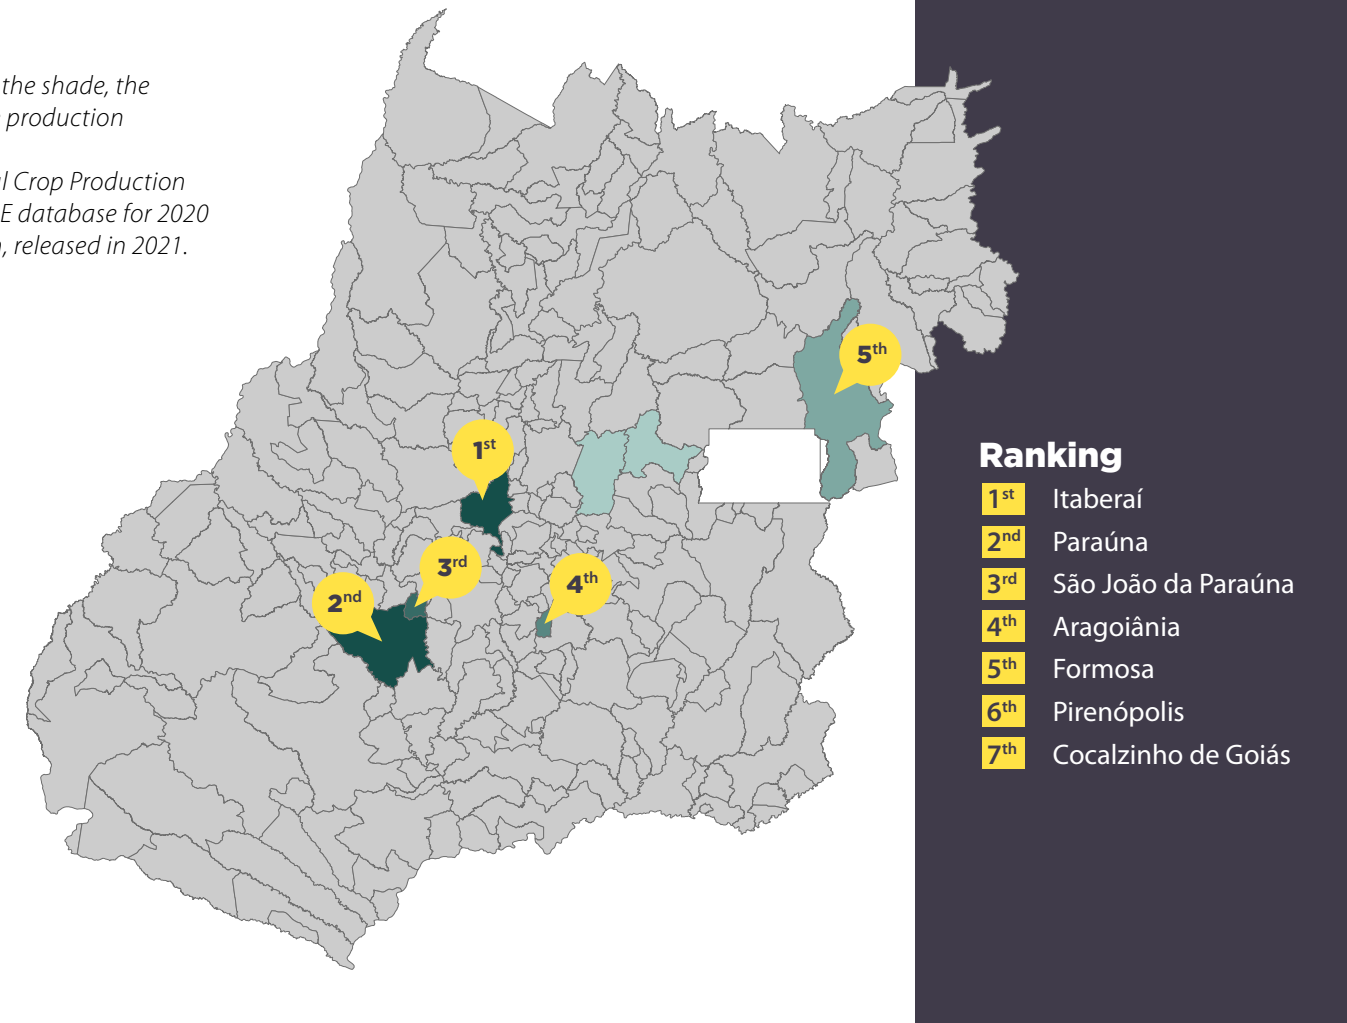 the shade, the
production
l Crop Production
E database for 2020
, released in 2021.
5th
1st
3rd
4th
2nd
Ranking
1st Itaberaí
2nd Paraúna
3rd São João da Paraúna
4th Aragoiânia
5th Formosa
6th Pirenópolis
7th Cocalzinho de Goiás